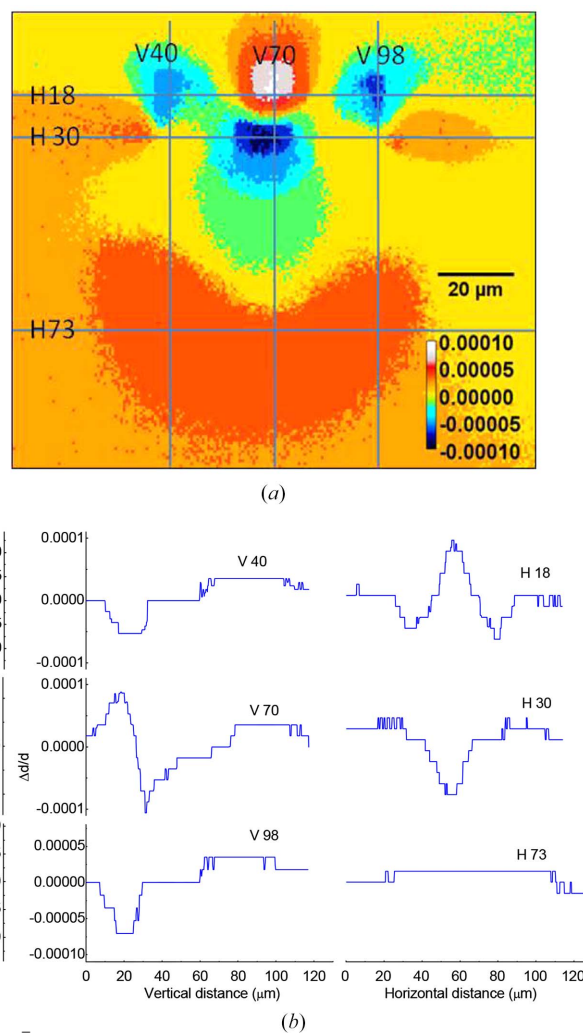 V40 V70 V 98
H18
H 30
20 µm
H73
0.00010
0.00005
0.00000
-0.00005
-0.00010
(a)
0.0001
0.0000
-0.0001
V 40
H 18
0.0001
0.0000
-0.0001
Δd/d
V 70
H 30
0.00005
0.00000
-0.00005
-0.00010
V 98
H 73
0 20 40 60 80 100 120
0 20 40 60 80 100 120
Vertical distance (µm)
Horizontal distance (µm)
(b)